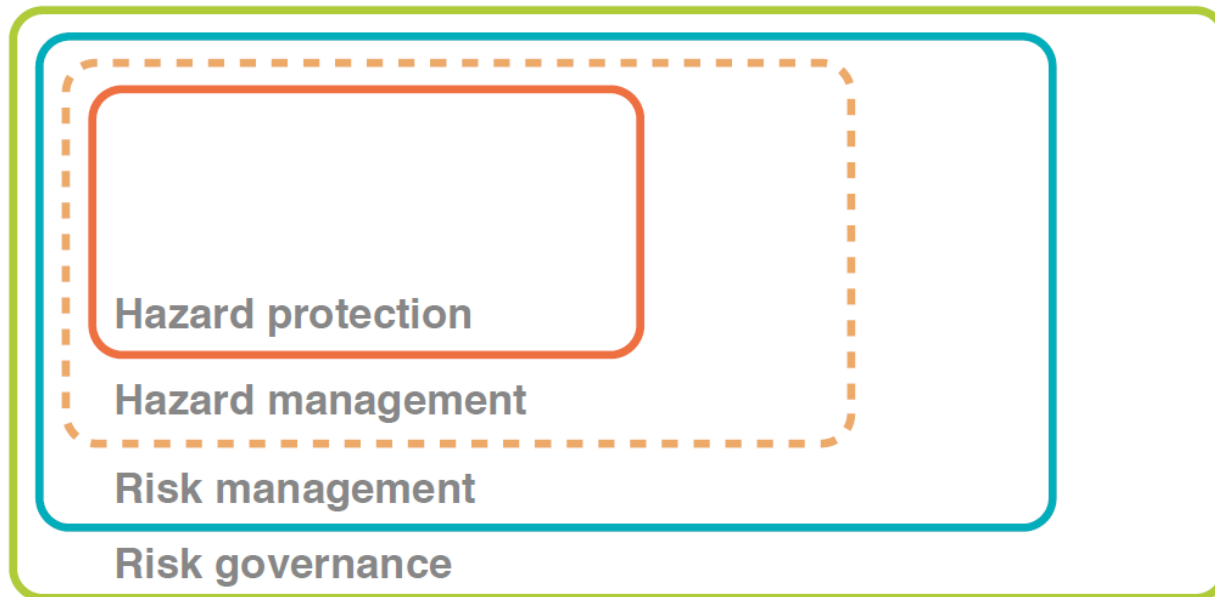 Hazard protection
Hazard management
Risk management
Risk governance